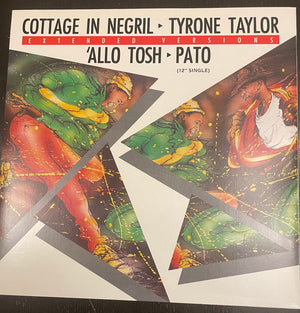 COTTAGE IN NEGRIL ▸ TYRONE TAYLOR
EXTENDED VERSIONS
'ALLO TOSH ▸ PATO
(12" SINGLE)